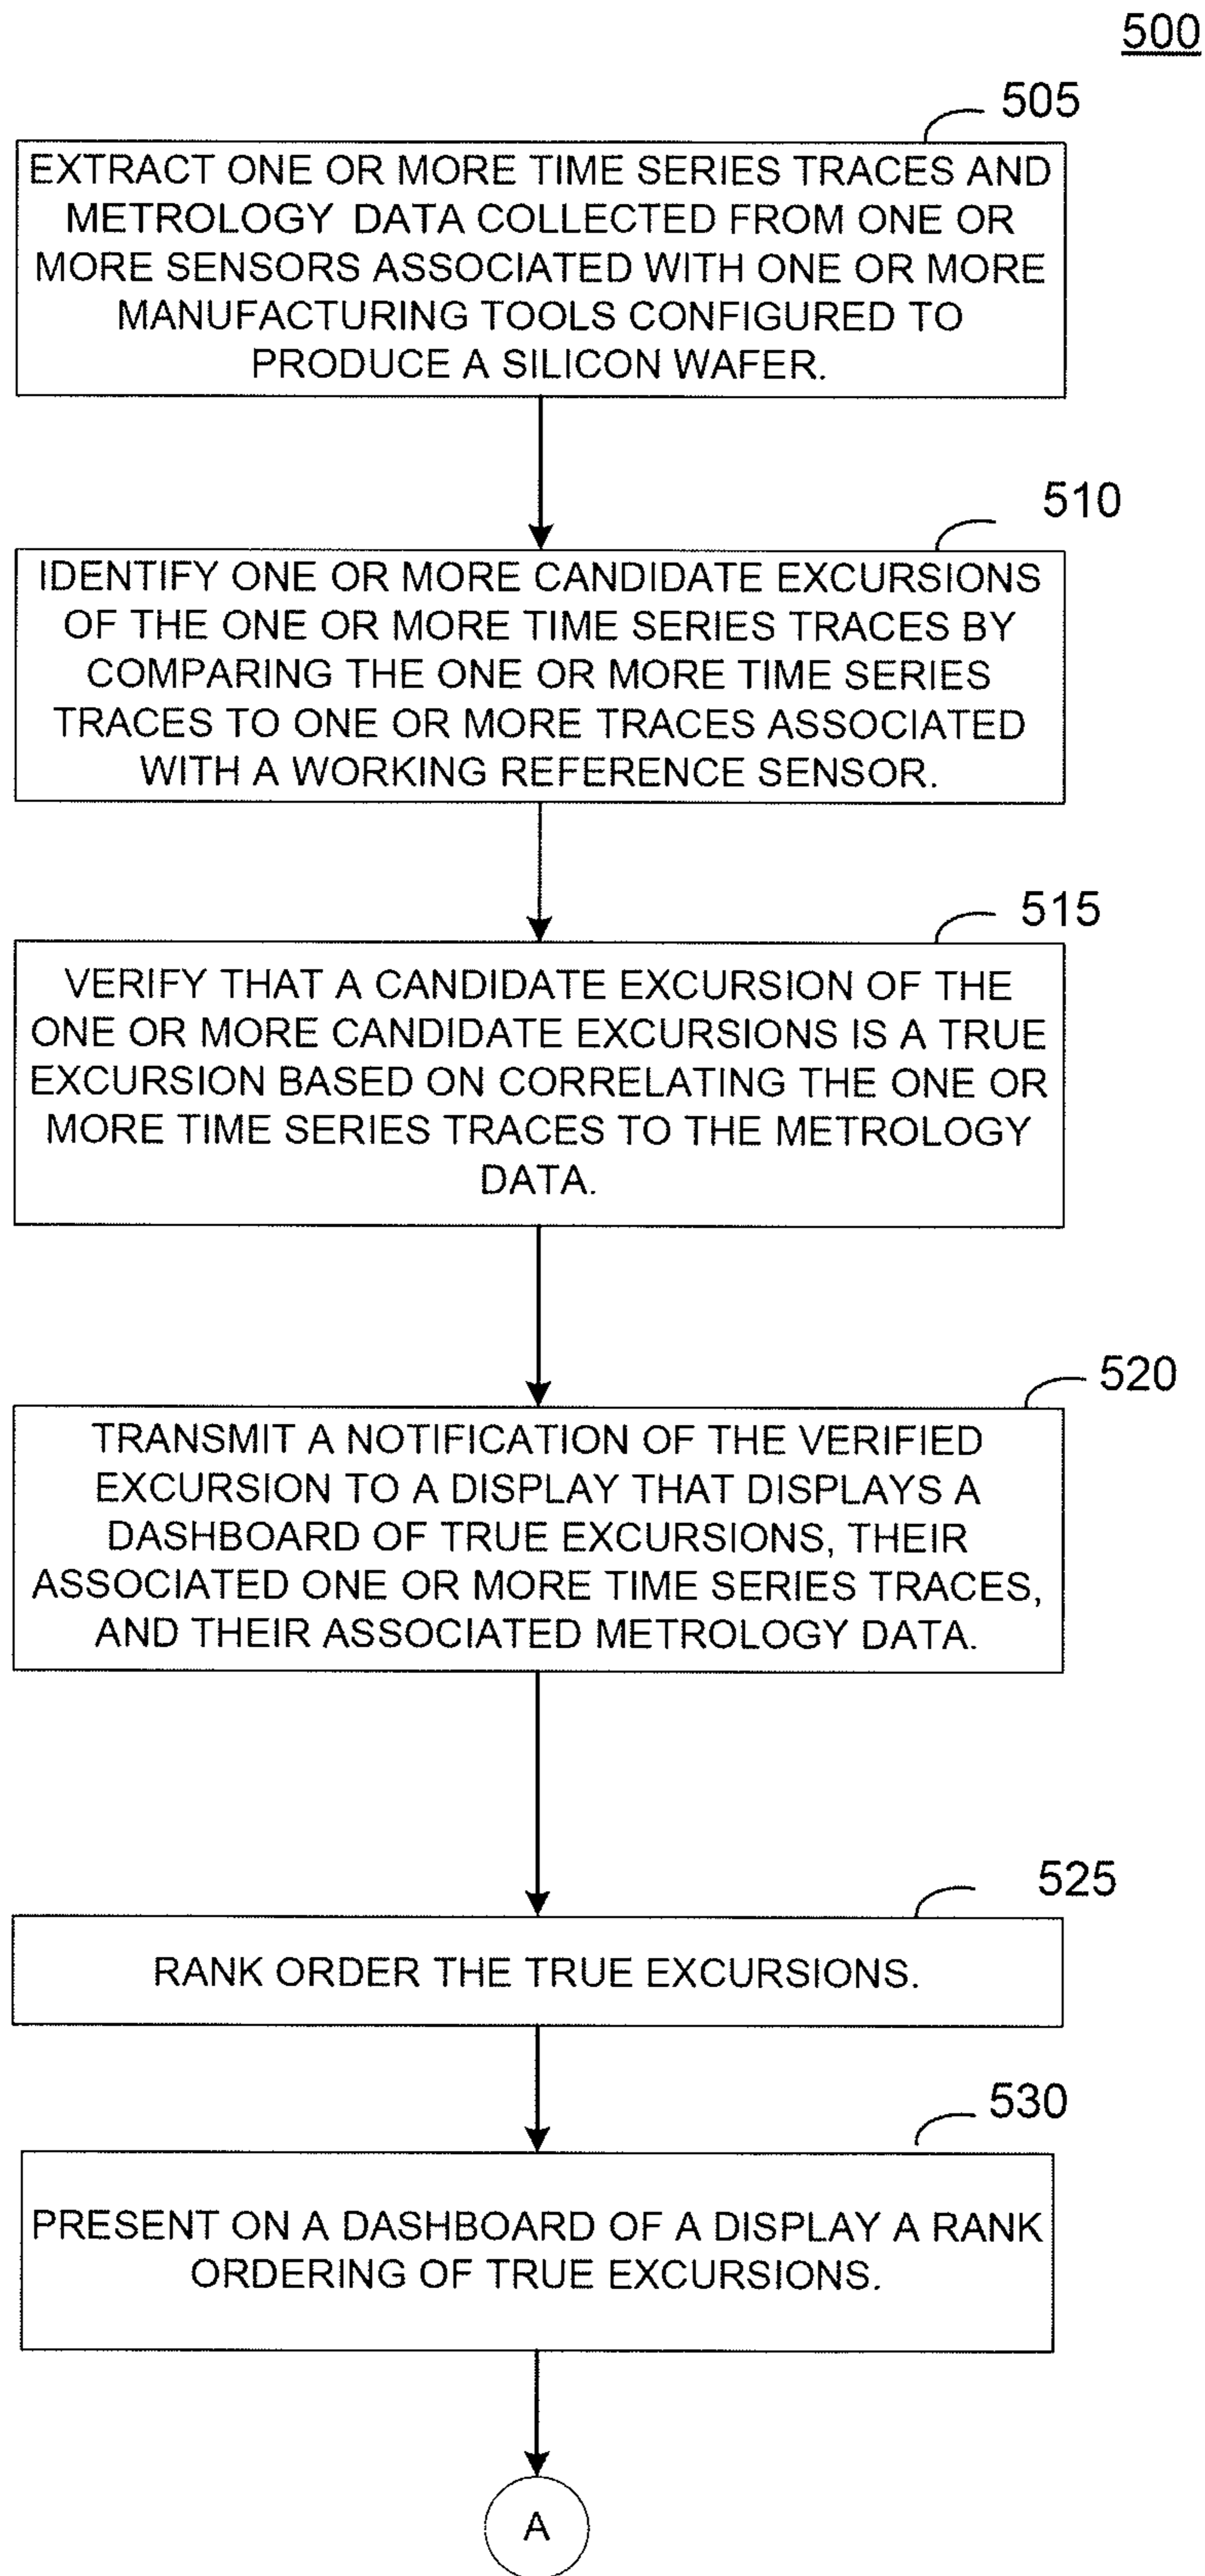 500
505
EXTRACT ONE OR MORE TIME SERIES TRACES AND
METROLOGY DATA COLLECTED FROM ONE OR
MORE SENSORS ASSOCIATED WITH ONE OR MORE
MANUFACTURING TOOLS CONFIGURED TO
PRODUCE A SILICON WAFER.
510
IDENTIFY ONE OR MORE CANDIDATE EXCURSIONS
OF THE ONE OR MORE TIME SERIES TRACES BY
COMPARING THE ONE OR MORE TIME SERIES
TRACES TO ONE OR MORE TRACES ASSOCIATED
WITH A WORKING REFERENCE SENSOR.
515
VERIFY THAT A CANDIDATE EXCURSION OF THE
ONE OR MORE CANDIDATE EXCURSIONS IS A TRUE
EXCURSION BASED ON CORRELATING THE ONE OR
MORE TIME SERIES TRACES TO THE METROLOGY
DATA.
520
TRANSMIT A NOTIFICATION OF THE VERIFIED
EXCURSION TO A DISPLAY THAT DISPLAYS A
DASHBOARD OF TRUE EXCURSIONS, THEIR
ASSOCIATED ONE OR MORE TIME SERIES TRACES,
AND THEIR ASSOCIATED METROLOGY DATA.
525
RANK ORDER THE TRUE EXCURSIONS.
530
PRESENT ON A DASHBOARD OF A DISPLAY A RANK
ORDERING OF TRUE EXCURSIONS.
A